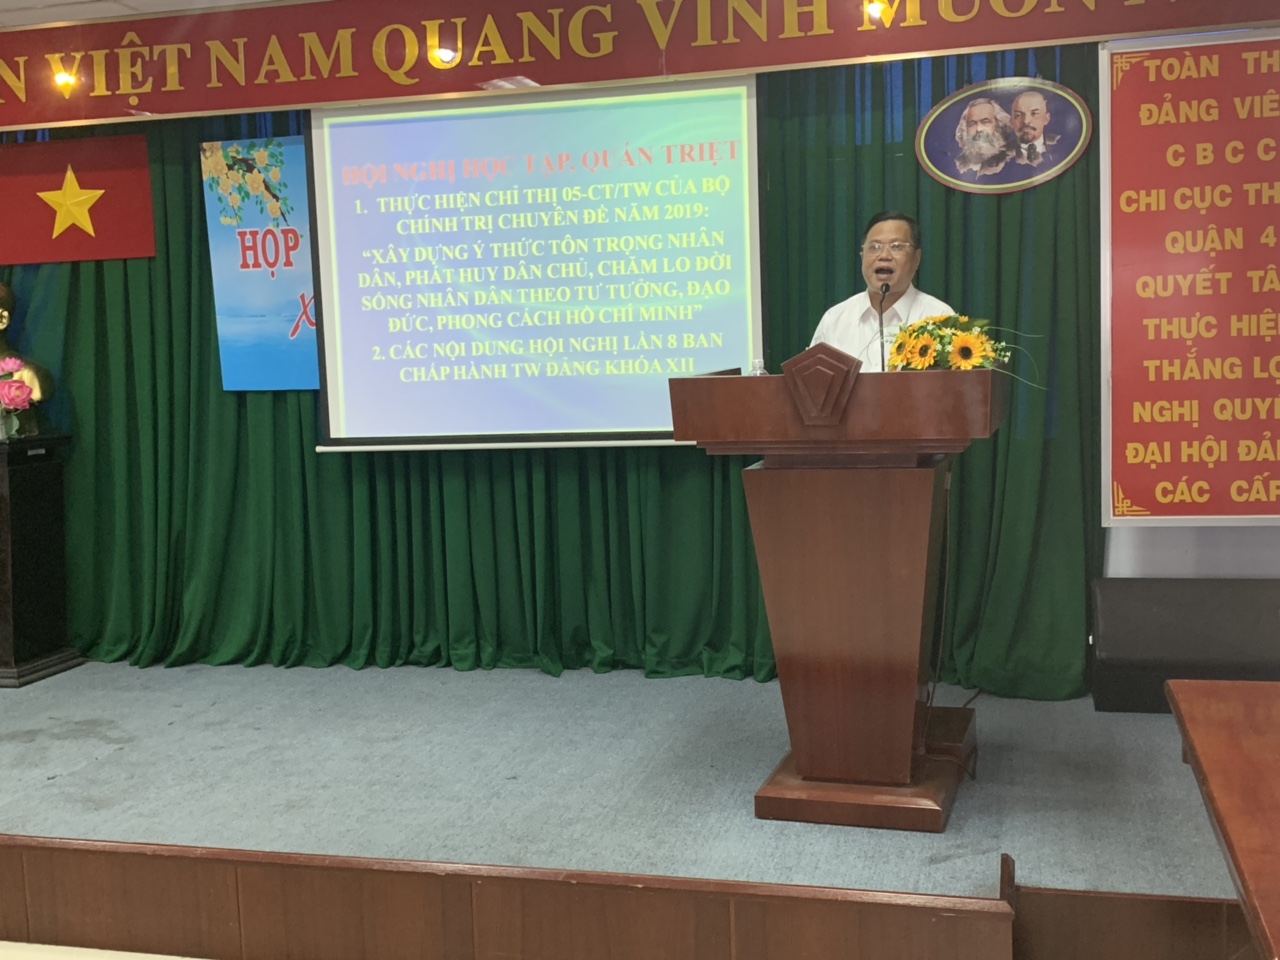 VIỆT NAM QUANG VINH MUÔN
HỘI NGHỊ HỌC TẬP, QUÁN TRIỆT
1. THỰC HIỆN CHỈ THỊ 05-CT/TW CỦA BỘ
CHÍNH TRỊ CHUYÊN ĐỀ NĂM 2019:
“XÂY DỰNG Ý THỨC TÔN TRỌNG NHÂN
DÂN, PHÁT HUY DÂN CHỦ, CHĂM LO ĐỜI
SỐNG NHÂN DÂN THEO TƯ TƯỞNG, ĐẠO
ĐỨC, PHONG CÁCH HỒ CHÍ MINH”
2. CÁC NỘI DUNG HỘI NGHỊ LẦN 8 BAN
CHẤP HÀNH TW ĐẢNG KHÓA XII
HỌP
X
TOÀN TH
ĐẢNG VIÊ
C B C C
CHI CỤC TH
QUẬN 4
QUYẾT TÂ
THỰC HIỆ
THẮNG LỢ
NGHỊ QUYẾ
ĐẠI HỘI ĐẢ
CÁC CẤP